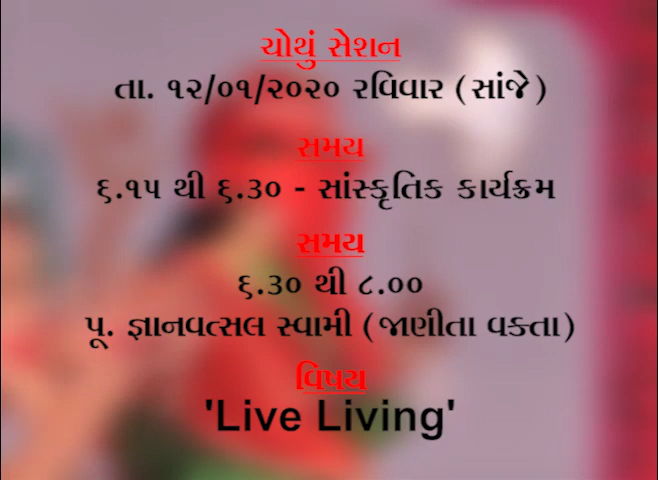 ચોથું સેશન
તા. ૧૨/૦૧/૨૦૨૦ રવિવાર (સાંજે)
સમય
૬.૧૫ થી ૬.૩૦ - સાંસ્કૃતિક કાર્યક્રમ
સમય
૬.૩૦ થી ૮.૦૦
પૂ. જ્ઞાનવત્સલ સ્વામી (જાણીતા વક્તા)
વિષય
'Live Living'